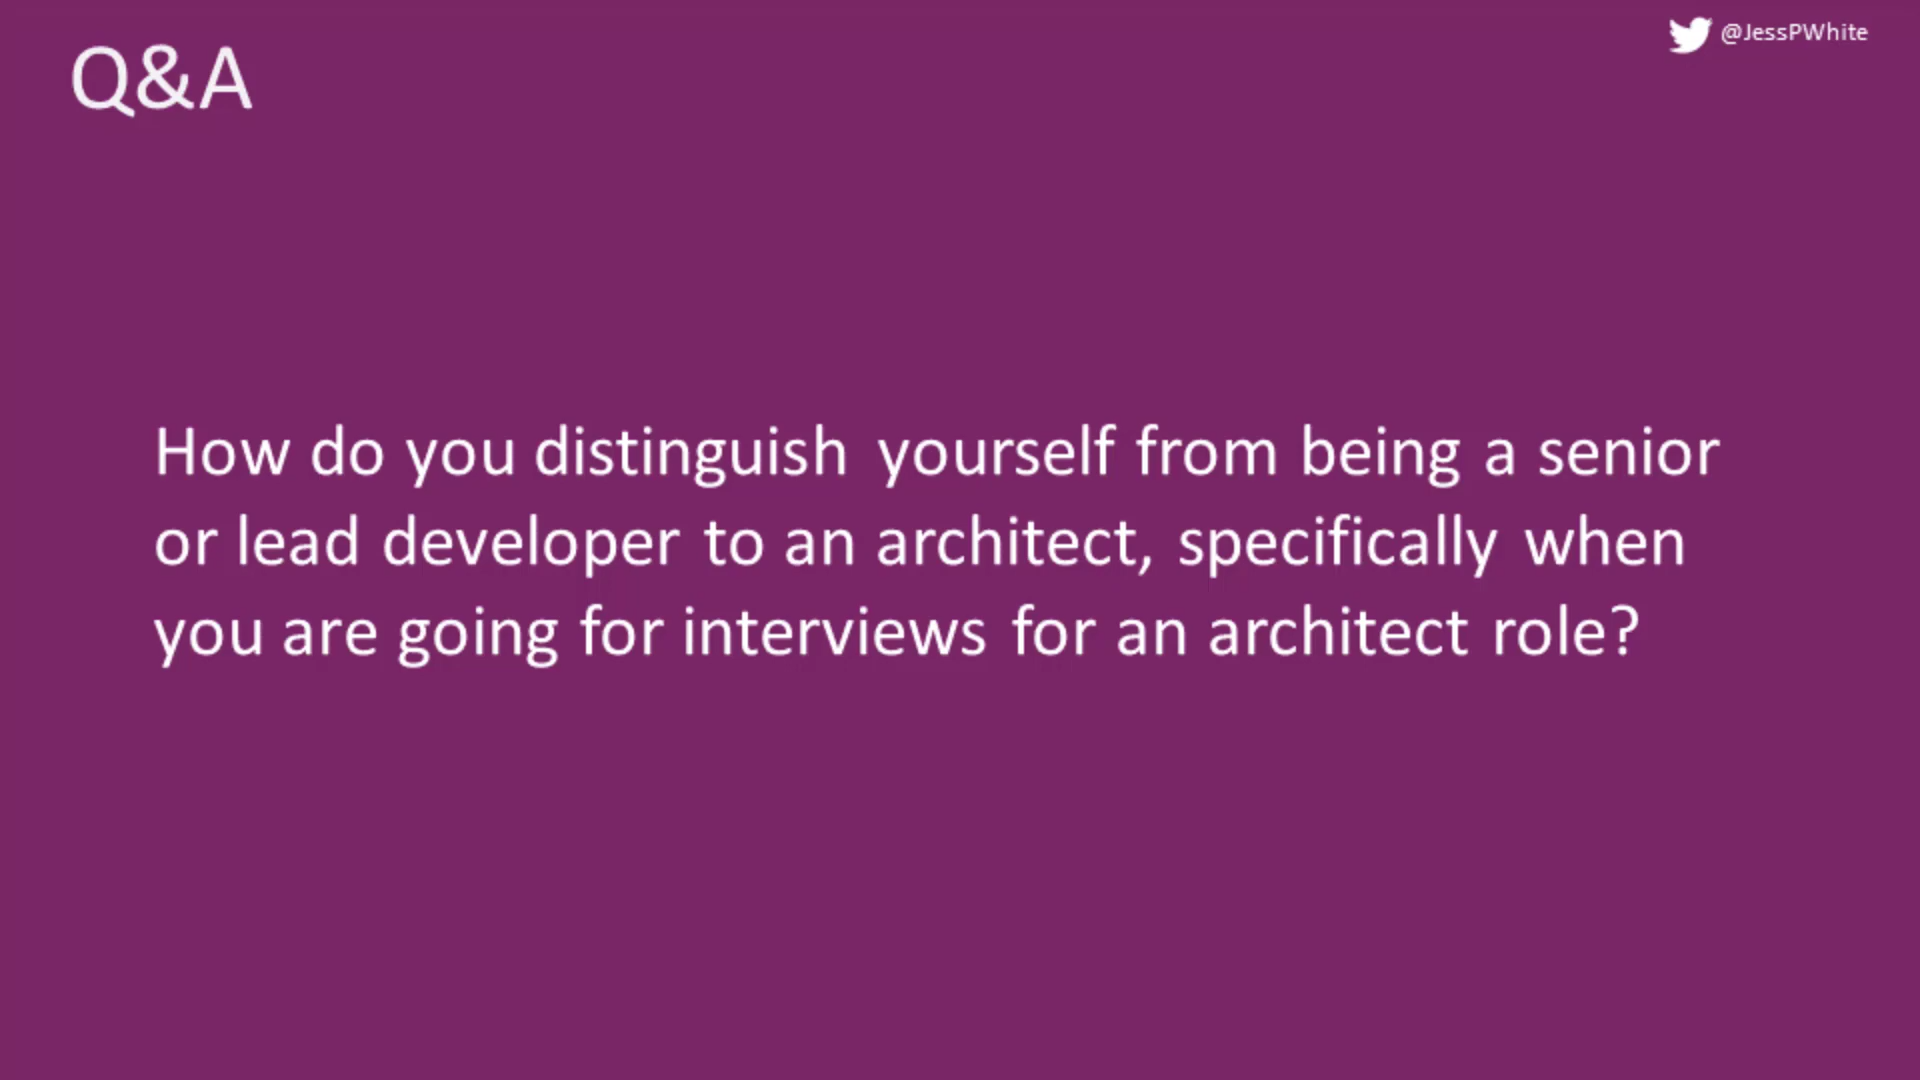 Q&A
@JessPWhite
How do you distinguish yourself from being a senior
or lead developer to an architect, specifically when
you are going for interviews for an architect role?